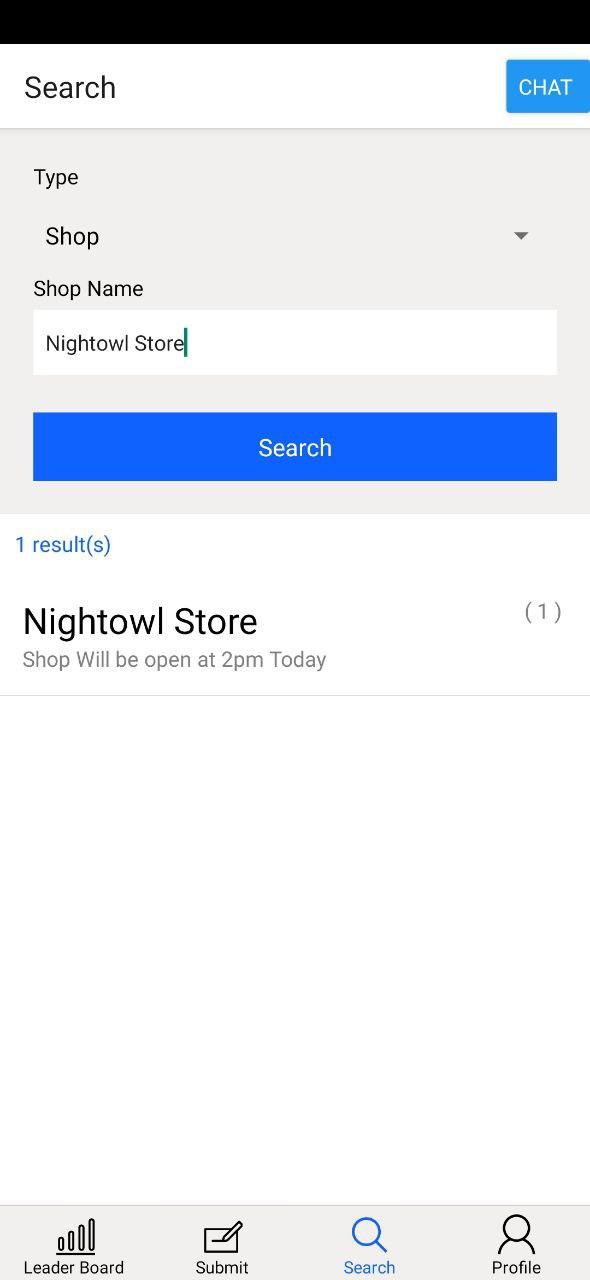 Search
CHAT
Type
Shop
Shop Name
Nightowl Store
Search
1 result(s)
Nightowl Store
( 1 )
Shop Will be open at 2pm Today
Leader Board
Submit
Search
Profile